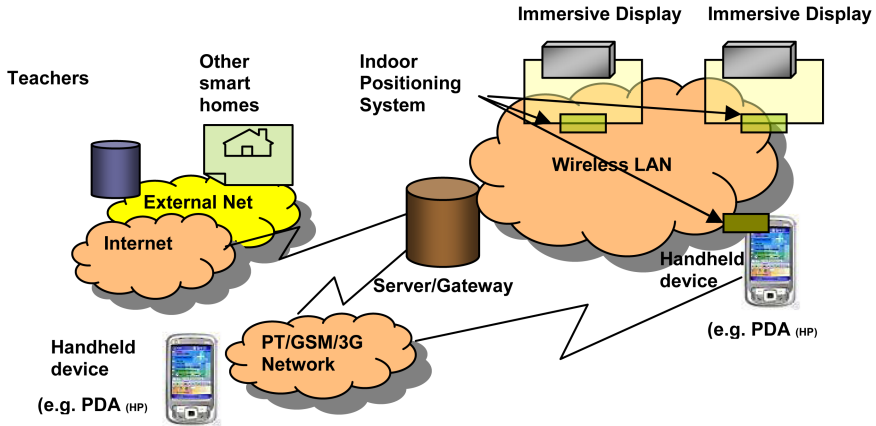 Immersive Display
Immersive Display
Teachers
Other
smart
homes
Indoor
Positioning
System
Wireless LAN
External Net
Internet
Server/Gateway
Handheld
device
(e.g. PDA (HP)
PT/GSM/3G
Network
Handheld
device
(e.g. PDA (HP)